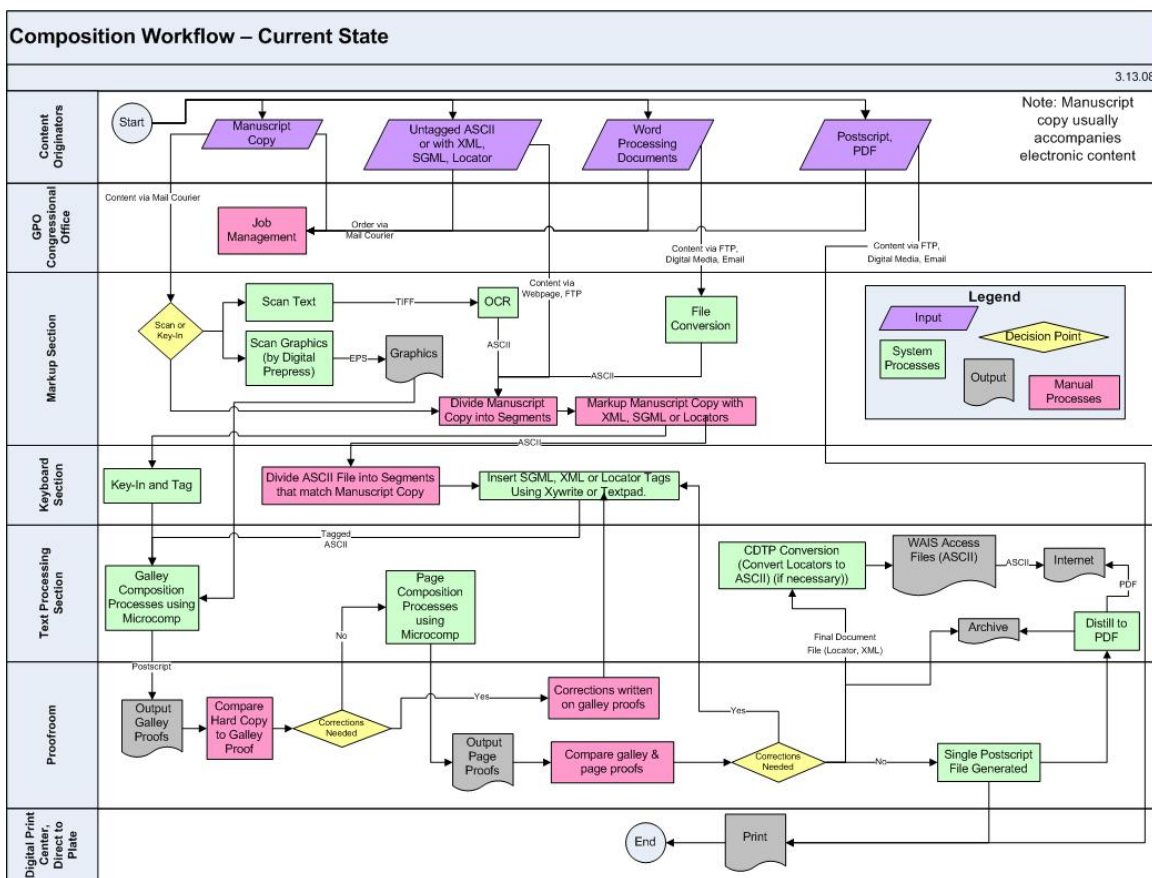 Composition Workflow – Current State
3.13.08
Content
Originators
Start
Manuscript
Copy
Untagged ASCII
or with XML,
SGML, Locator
Word
Processing
Documents
Postscript,
PDF
Note: Manuscript
copy usually
accompanies
electronic content
GPO
Congressional
Office
Content via Mail Courier
Job
Management
Order via
Mail Courier
Content via FTP,
Digital Media, Email
Content via FTP,
Digital Media, Email
Markup Section
Scan or
Key-In
Scan Text
TIFF
OCR
Content via
Webpage, FTP
File
Conversion
Scan Graphics
(by Digital
Prepress)
EPS
Graphics
ASCII
ASCII
Divide Manuscript
Copy into Segments
Markup Manuscript Copy with
XML, SGML or Locators
ASCII
Legend
Input
Decision Point
System
Processes
Output
Manual
Processes
Keyboard
Section
Key-In and Tag
Divide ASCII File into Segments
that match Manuscript Copy
Insert SGML, XML or Locator Tags
Using Xywrite or Textpad.
Text Processing
Section
Tagged
ASCII
Galley
Composition
Processes using
Microcomp
Page
Composition
Processes
using
Microcomp
No
CDTP Conversion
(Convert Locators to
ASCII) (if necessary))
WAIS Access
Files (ASCII)
ASCII
Internet
PDF
Final Document
File (Locator, XML)
Archive
Distill to
PDF
Proofroom
Postscript
Output
Galley
Proofs
Compare
Hard Copy
to Galley
Proof
Corrections
Needed
Yes
Corrections written
on galley proofs
Output
Page
Proofs
Compare galley &
page proofs
Yes
Corrections
Needed
No
Single Postscript
File Generated
Digital Print
Center,
Direct to
Plate
End
Print